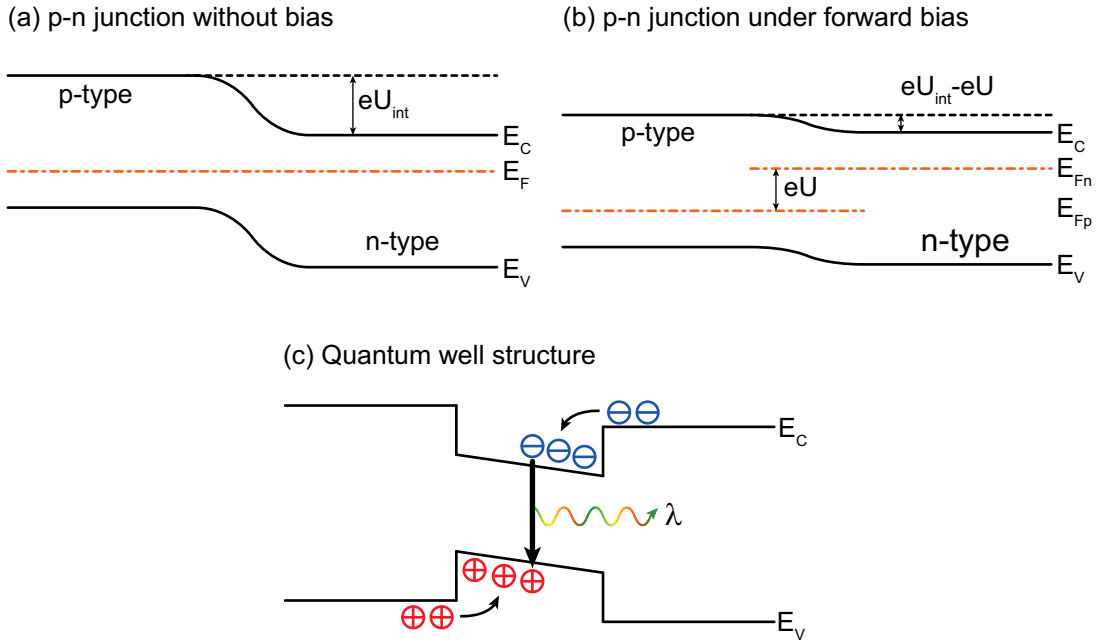 (a) p-n junction without bias
p-type
eU_int
E_C
E_F
n-type
E_V
(b) p-n junction under forward bias
eU_int-eU
p-type
E_C
E_Fn
eU
E_Fp
n-type
E_V
(c) Quantum well structure
E_C
λ
E_V